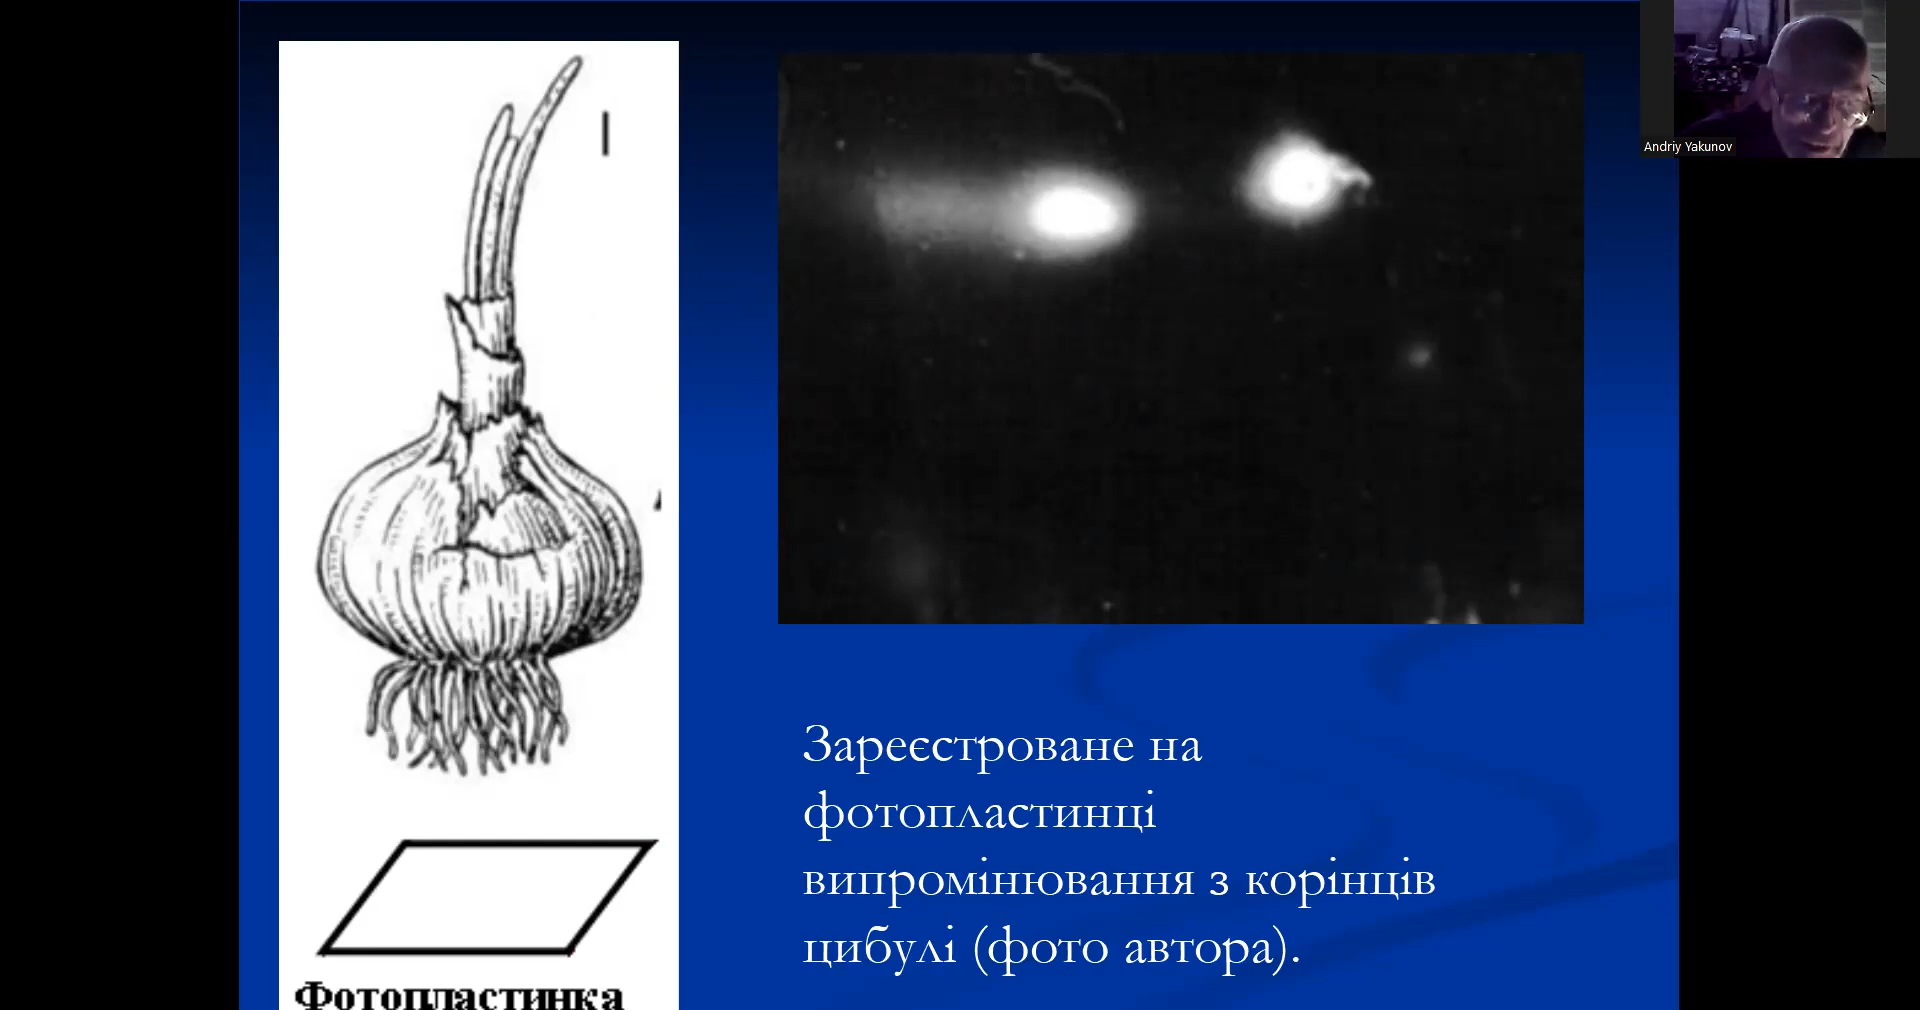 Фотопластинка
Зареєстроване на
фотопластинці
випромінювання з корінців
цибулі (фото автора).
Andriy Yakunov